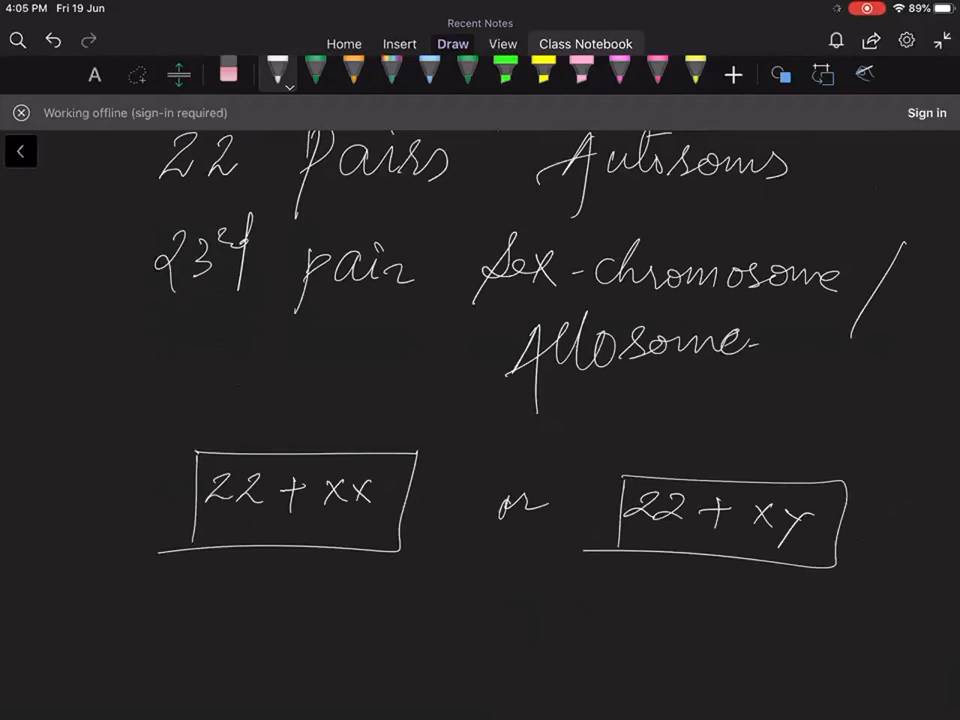 4:05 PM Fri 19 Jun
89%
Recent Notes
Home Insert Draw View Class Notebook
A
Working offline (sign-in required) Sign in
22 Pairs Autosoms
23rd pair Sex-chromosome /
Allosome
22 + xx or 22 + xy